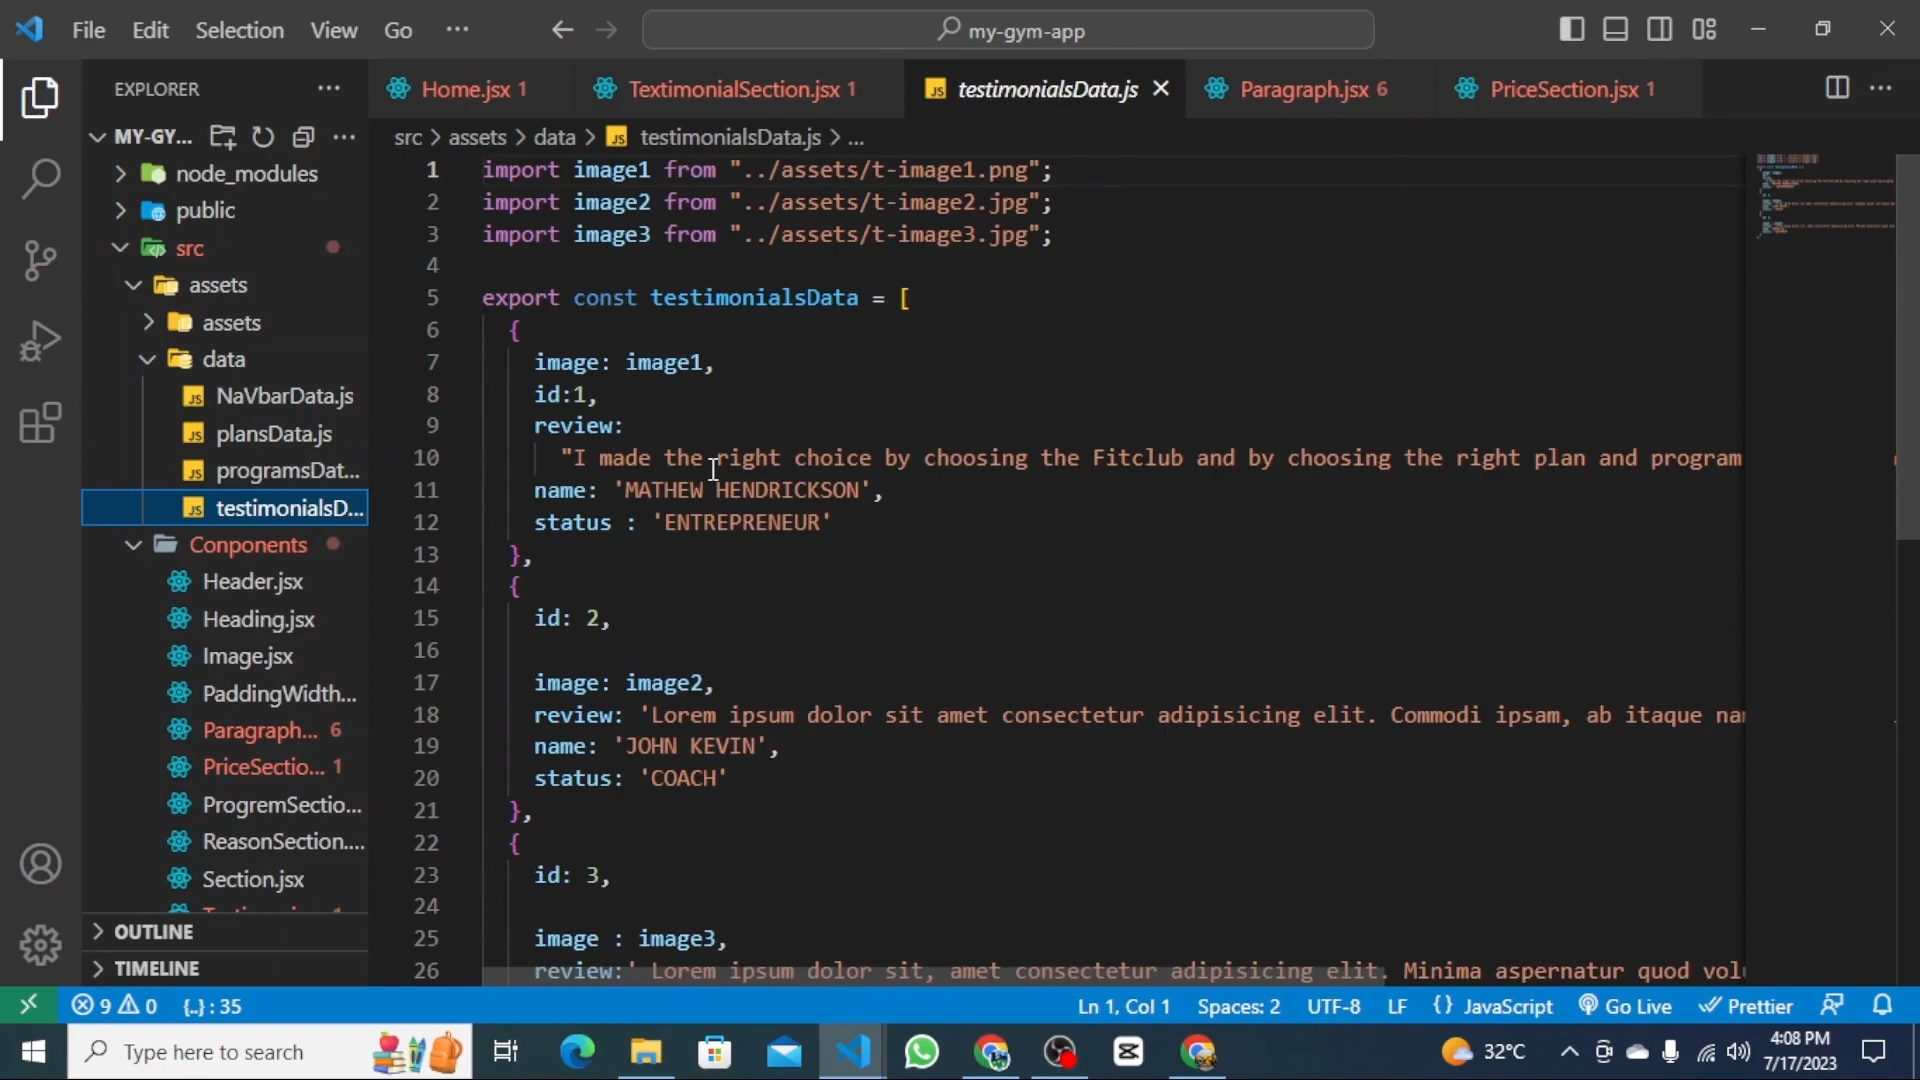 File Edit Selection View Go ···
my-gym-app
EXPLORER ···
Home.jsx 1
TextimonialSection.jsx 1
testimonialsData.js
Paragraph.jsx 6
PriceSection.jsx 1
MY-GY...
src > assets > data > testimonialsData.js > ...
node_modules
public
src
assets
assets
data
NaVbarData.js
plansData.js
programsDat...
testimonialsD...
Conponents
Header.jsx
Heading.jsx
Image.jsx
PaddingWidth...
Paragraph... 6
PriceSectio... 1
ProgremSectio...
ReasonSection....
Section.jsx
OUTLINE
TIMELINE
1 import image1 from "../assets/t-image1.png";
2 import image2 from "../assets/t-image2.jpg";
3 import image3 from "../assets/t-image3.jpg";
4
5 export const testimonialsData = [
6 {
7 image: image1,
8 id:1,
9 review:
10 "I made the right choice by choosing the Fitclub and by choosing the right plan and program
11 name: 'MATHEW HENDRICKSON',
12 status : 'ENTREPRENEUR'
13 },
14 {
15 id: 2,
16
17 image: image2,
18 review: 'Lorem ipsum dolor sit amet consectetur adipisicing elit. Commodi ipsam, ab itaque
19 name: 'JOHN KEVIN',
20 status: 'COACH'
21 },
22 {
23 id: 3,
24
25 image : image3,
26 review:' Lorem ipsum dolor sit, amet consectetur adipisicing elit. Minima aspernatur quod
9 0 {..} : 35
Ln 1, Col 1 Spaces: 2 UTF-8 LF {} JavaScript Go Live Prettier
Type here to search
32°C
4:08 PM
7/17/2023